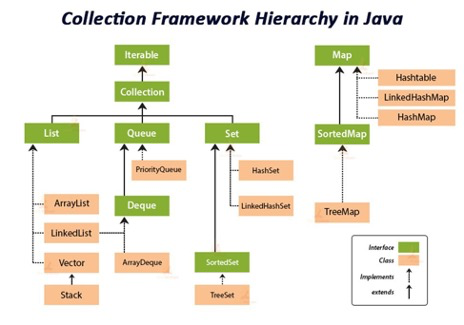 Collection Framework Hierarchy in Java
Iterable
Map
Collection
Hashtable
LinkedHashMap
HashMap
List
Queue
Set
SortedMap
PriorityQueue
HashSet
ArrayList
Deque
LinkedHashSet
TreeMap
LinkedList
Vector
ArrayDeque
SortedSet
Stack
TreeSet
Interface
Class
Implements
extends